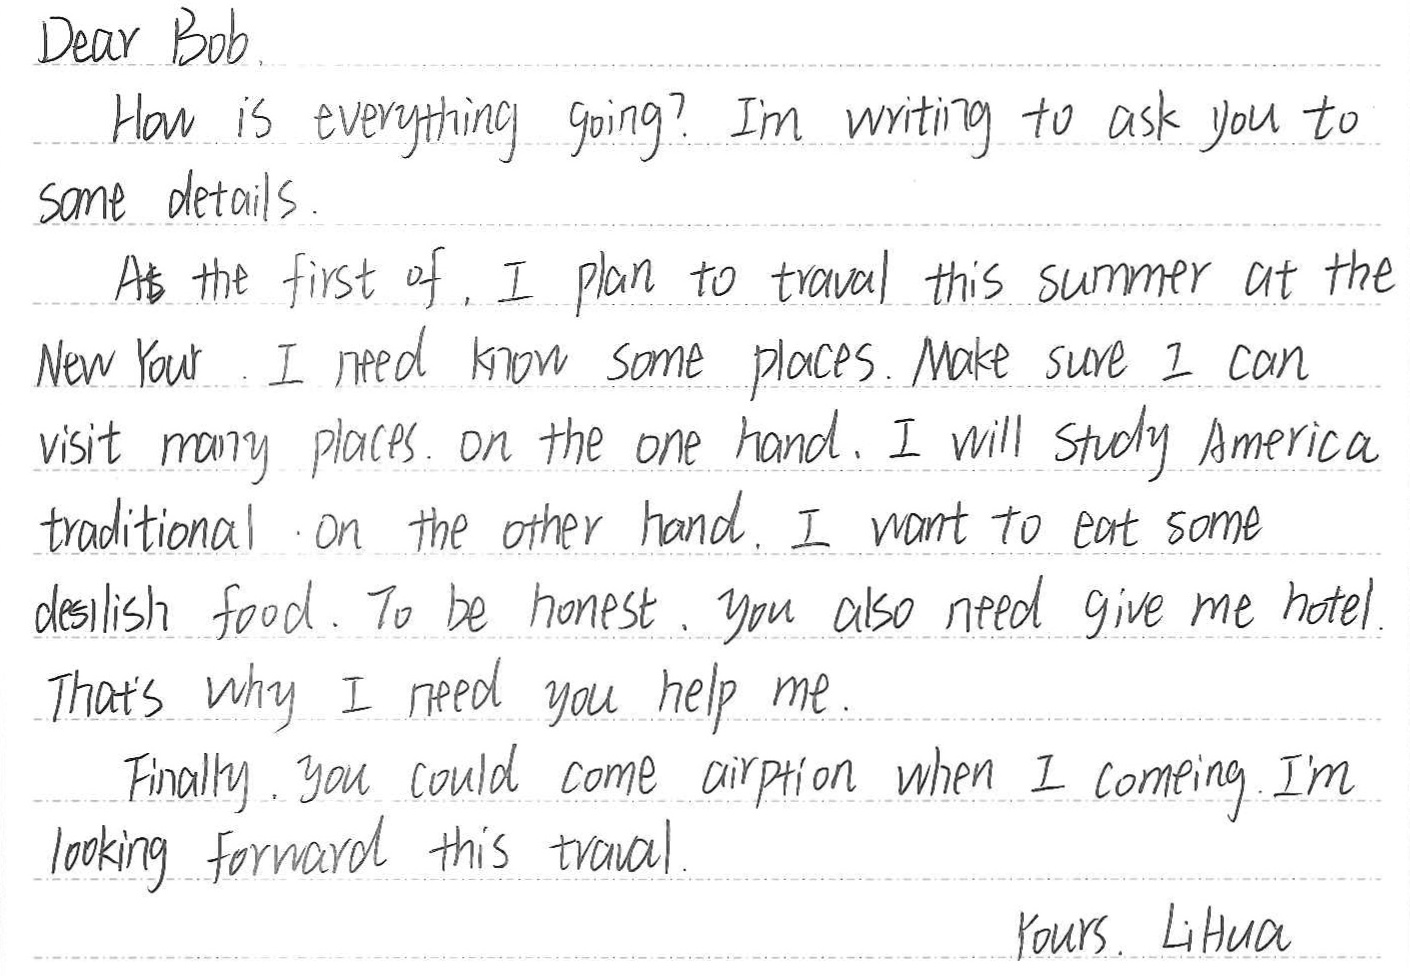 Dear Bob.
How is everything going? I'm writing to ask you to
some details.
At the first of, I plan to traval this summer at the
New Your. I need know some places. Make sure I can
visit many places. on the one hand. I will study America
traditional. on the other hand. I want to eat some
desilish food. To be honest. you also need give me hotel.
That's why I need you help me.
Finally. you could come airption when I comeing. I'm
looking forward this traval.
Yours. LiHua